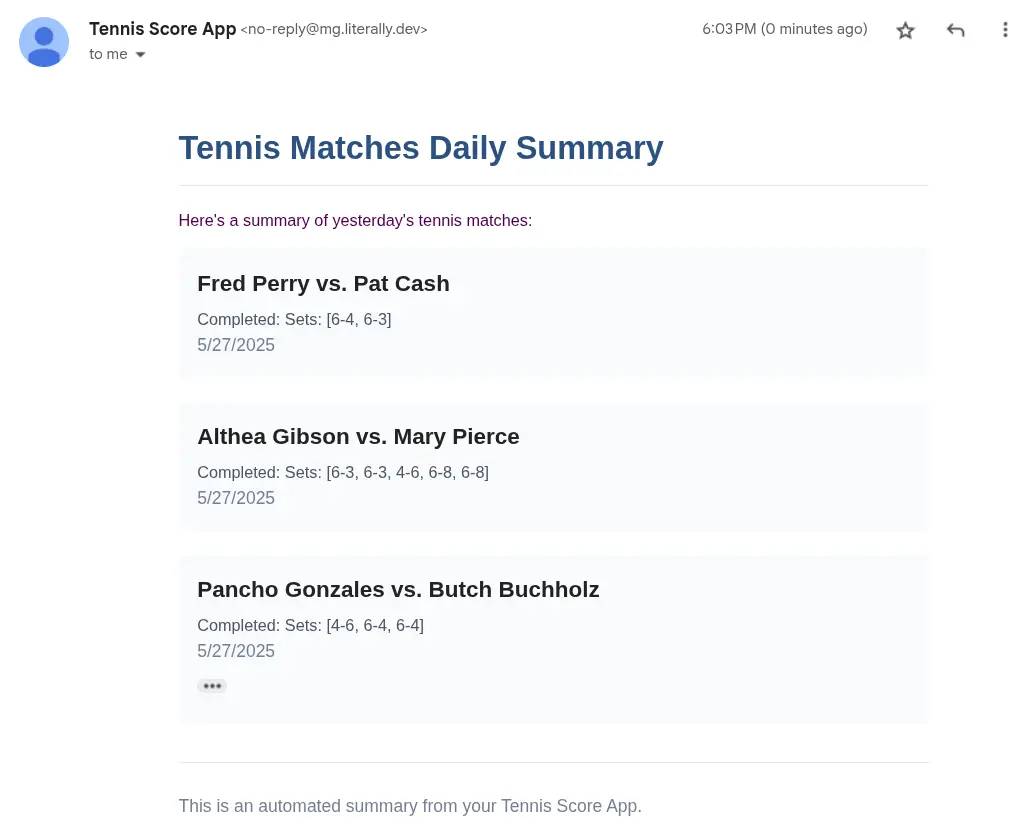 Tennis Score App <no-reply@mg.literally.dev>
6:03 PM (0 minutes ago)
to me
Tennis Matches Daily Summary
Here's a summary of yesterday's tennis matches:
Fred Perry vs. Pat Cash
Completed: Sets: [6-4, 6-3]
5/27/2025
Althea Gibson vs. Mary Pierce
Completed: Sets: [6-3, 6-3, 4-6, 6-8, 6-8]
5/27/2025
Pancho Gonzales vs. Butch Buchholz
Completed: Sets: [4-6, 6-4, 6-4]
5/27/2025
This is an automated summary from your Tennis Score App.